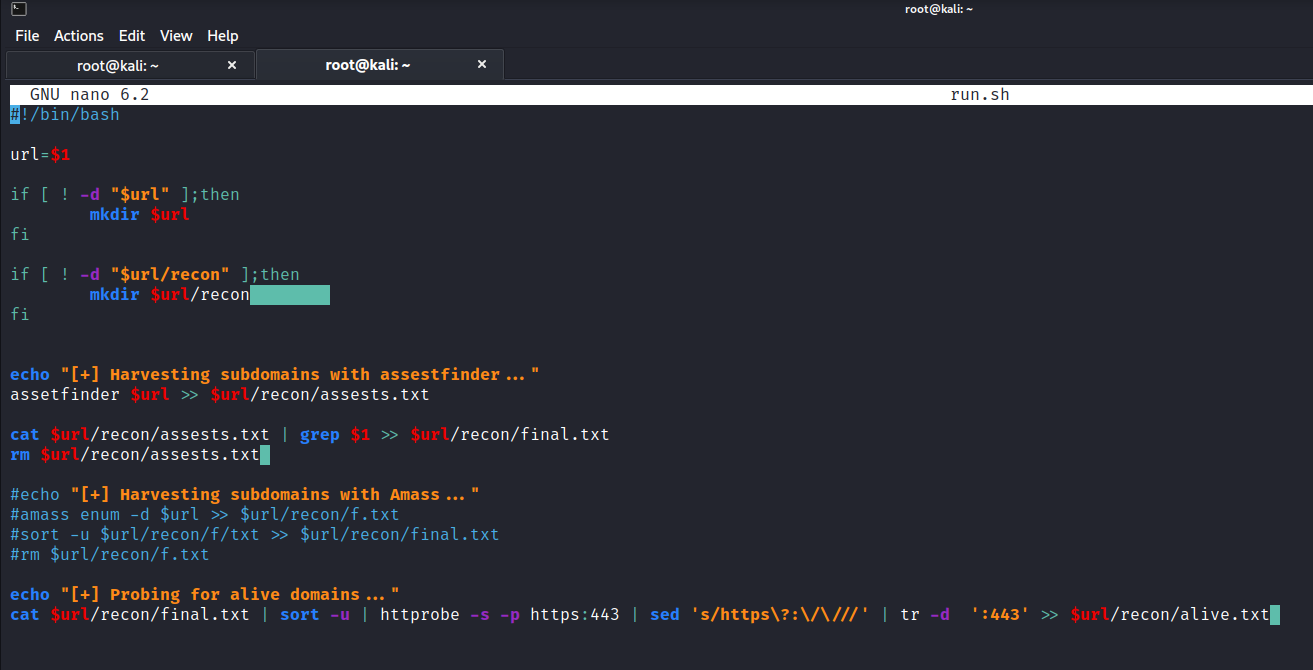 root@kali: ~
File Actions Edit View Help
root@kali: ~ × root@kali: ~ ×
GNU nano 6.2 run.sh
#!/bin/bash
url=$1
if [ ! -d "$url" ];then
mkdir $url
fi
if [ ! -d "$url/recon" ];then
mkdir $url/recon
fi
echo "[+] Harvesting subdomains with assestfinder..."
assetfinder $url >> $url/recon/assests.txt
cat $url/recon/assests.txt | grep $1 >> $url/recon/final.txt
rm $url/recon/assests.txt
#echo "[+] Harvesting subdomains with Amass..."
#amass enum -d $url >> $url/recon/f.txt
#sort -u $url/recon/f/txt >> $url/recon/final.txt
#rm $url/recon/f.txt
echo "[+] Probing for alive domains..."
cat $url/recon/final.txt | sort -u | httprobe -s -p https:443 | sed 's/https\?:\/\///' | tr -d  ':443' >> $url/recon/alive.txt